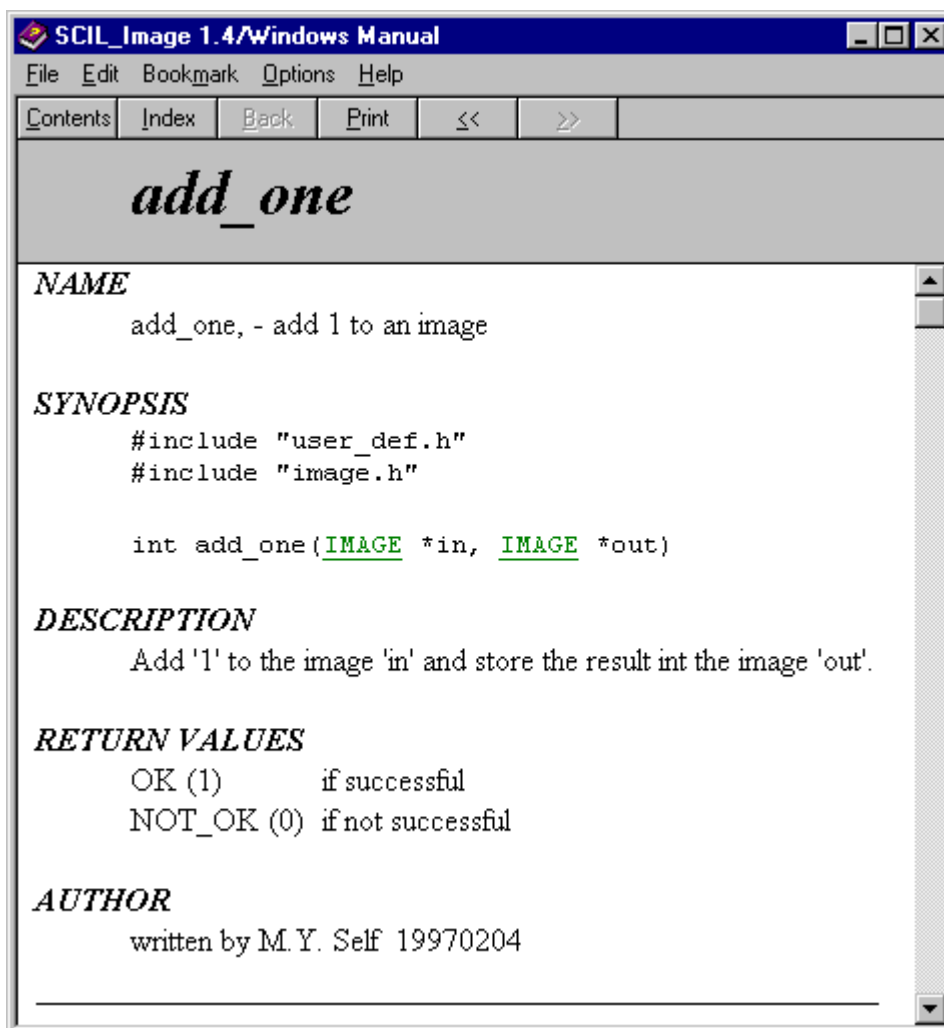 SCIL_Image 1.4/Windows Manual
File Edit Bookmark Options Help
Contents Index Back Print << >>
add_one
NAME
add_one, - add 1 to an image
SYNOPSIS
#include "user_def.h"
#include "image.h"
int add_one(IMAGE *in, IMAGE *out)
DESCRIPTION
Add '1' to the image 'in' and store the result int the image 'out'.
RETURN VALUES
OK (1) if successful
NOT_OK (0) if not successful
AUTHOR
written by M.Y. Self 19970204